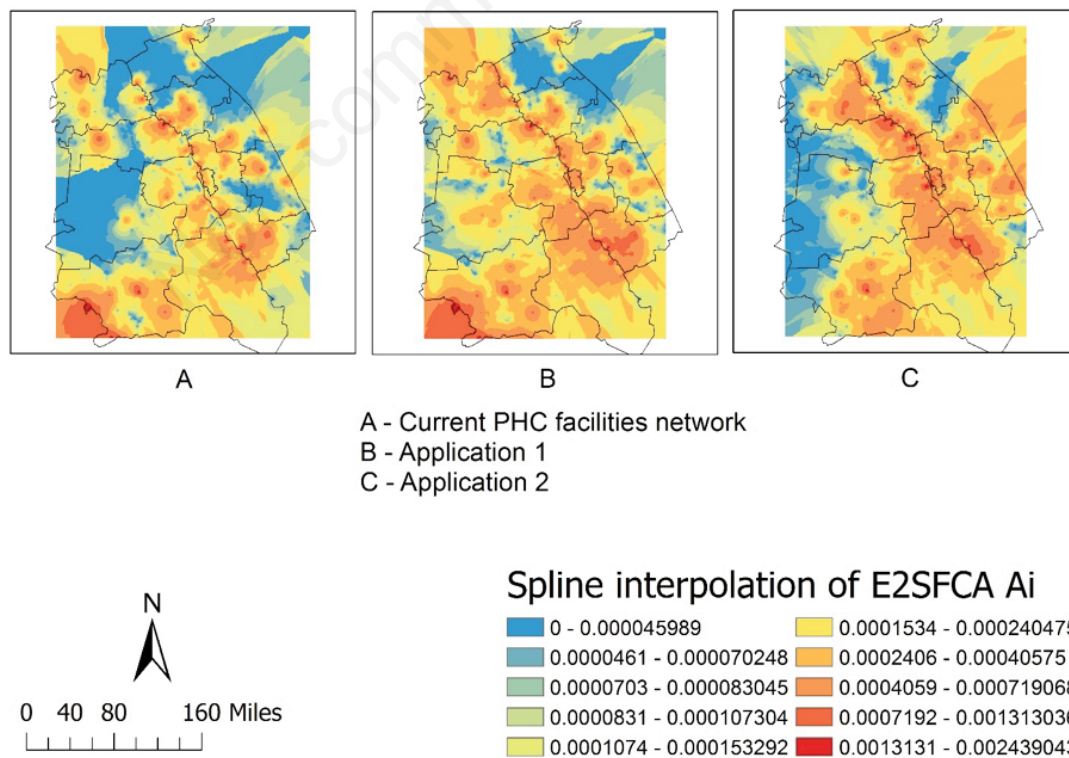 comm
A
B
C
A - Current PHC facilities network
B - Application 1
C - Application 2
N
0 40 80 160 Miles
Spline interpolation of E2SFCA Ai
0 - 0.000045989
0.0000461 - 0.000070248
0.0000703 - 0.000083045
0.0000831 - 0.000107304
0.0001074 - 0.000153292
0.0001534 - 0.000240475
0.0002406 - 0.00040575
0.0004059 - 0.000719068
0.0007192 - 0.001313036
0.0013131 - 0.002439043